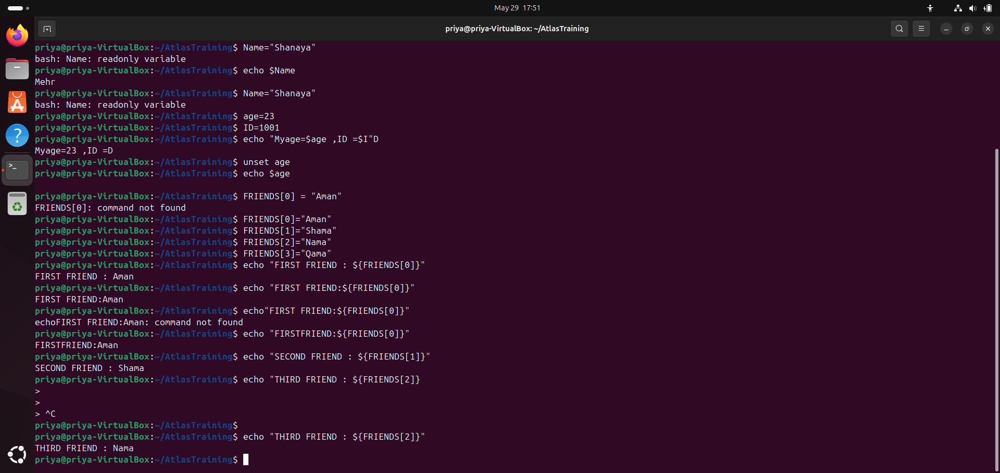 May 29 17:51
priya@priya-VirtualBox: ~/AtlasTraining
priya@priya-VirtualBox:~/AtlasTraining$ Name="Shanaya"
bash: Name: readonly variable
priya@priya-VirtualBox:~/AtlasTraining$ echo $Name
Mehr
priya@priya-VirtualBox:~/AtlasTraining$ Name="Shanaya"
bash: Name: readonly variable
priya@priya-VirtualBox:~/AtlasTraining$ age=23
priya@priya-VirtualBox:~/AtlasTraining$ ID=1001
priya@priya-VirtualBox:~/AtlasTraining$ echo "Myage=$age ,ID =$I"D
Myage=23 ,ID =D
priya@priya-VirtualBox:~/AtlasTraining$ unset age
priya@priya-VirtualBox:~/AtlasTraining$ echo $age
priya@priya-VirtualBox:~/AtlasTraining$ FRIENDS[0] = "Aman"
FRIENDS[0]: command not found
priya@priya-VirtualBox:~/AtlasTraining$ FRIENDS[0]="Aman"
priya@priya-VirtualBox:~/AtlasTraining$ FRIENDS[1]="Shama"
priya@priya-VirtualBox:~/AtlasTraining$ FRIENDS[2]="Nama"
priya@priya-VirtualBox:~/AtlasTraining$ FRIENDS[3]="Qama"
priya@priya-VirtualBox:~/AtlasTraining$ echo "FIRST FRIEND : ${FRIENDS[0]}"
FIRST FRIEND : Aman
priya@priya-VirtualBox:~/AtlasTraining$ echo "FIRST FRIEND:${FRIENDS[0]}"
FIRST FRIEND:Aman
priya@priya-VirtualBox:~/AtlasTraining$ echo"FIRST FRIEND:${FRIENDS[0]}"
echoFIRST FRIEND:Aman: command not found
priya@priya-VirtualBox:~/AtlasTraining$ echo "FIRSTFRIEND:${FRIENDS[0]}"
FIRSTFRIEND:Aman
priya@priya-VirtualBox:~/AtlasTraining$ echo "SECOND FRIEND : ${FRIENDS[1]}"
SECOND FRIEND : Shama
priya@priya-VirtualBox:~/AtlasTraining$ echo "THIRD FRIEND : ${FRIENDS[2]}
>
>
> ^C
priya@priya-VirtualBox:~/AtlasTraining$
priya@priya-VirtualBox:~/AtlasTraining$ echo "THIRD FRIEND : ${FRIENDS[2]}"
THIRD FRIEND : Nama
priya@priya-VirtualBox:~/AtlasTraining$